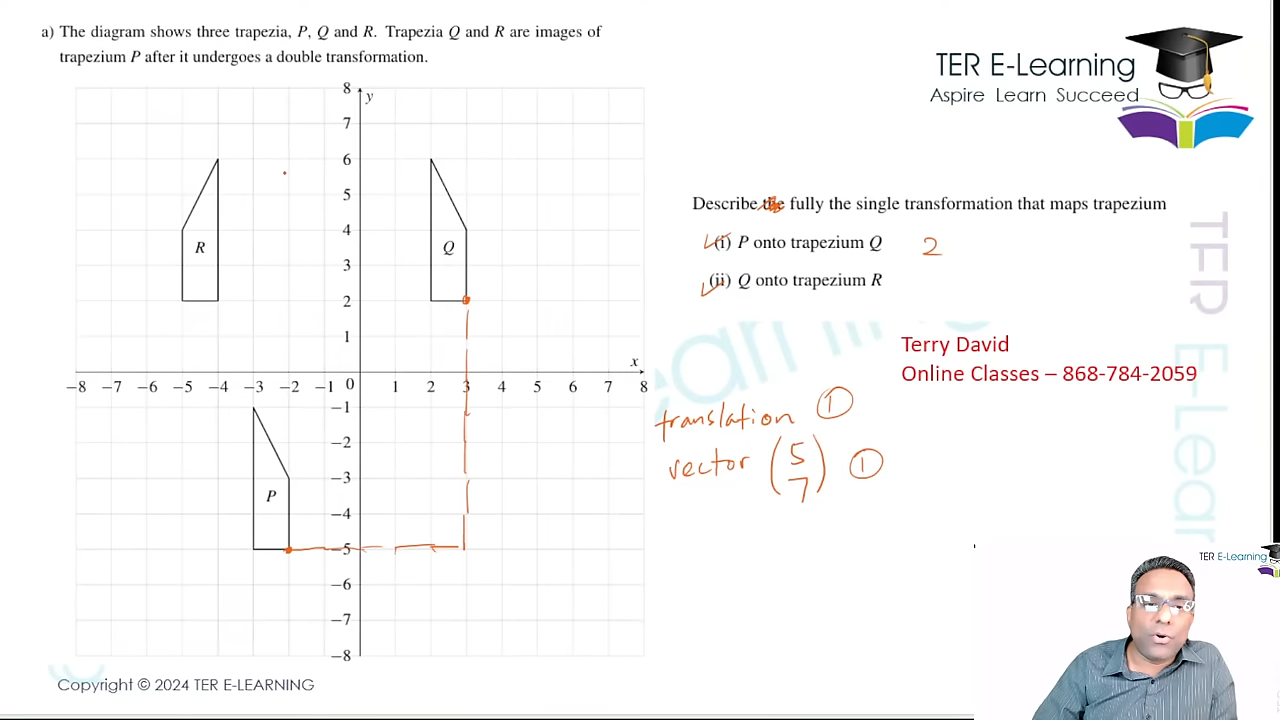 a) The diagram shows three trapezia, P, Q and R. Trapezia Q and R are images of
trapezium P after it undergoes a double transformation.
TER E-Learning
Aspire Learn Succeed
8
y
7
6
5
4
3
2
1
R
Q
x
−8 −7 −6 −5 −4 −3 −2 −1 0 1 2 3 4 5 6 7 8
−1
−2
−3
−4
−5
−6
−7
−8
P
Describe the fully the single transformation that maps trapezium
(i) P onto trapezium Q 2
(ii) Q onto trapezium R
Terry David
Online Classes – 868-784-2059
translation 1
vector (5 7) 1
TER E-Lear
earning
earn
TER E-Learning
Copyright © 2024 TER E-LEARNING